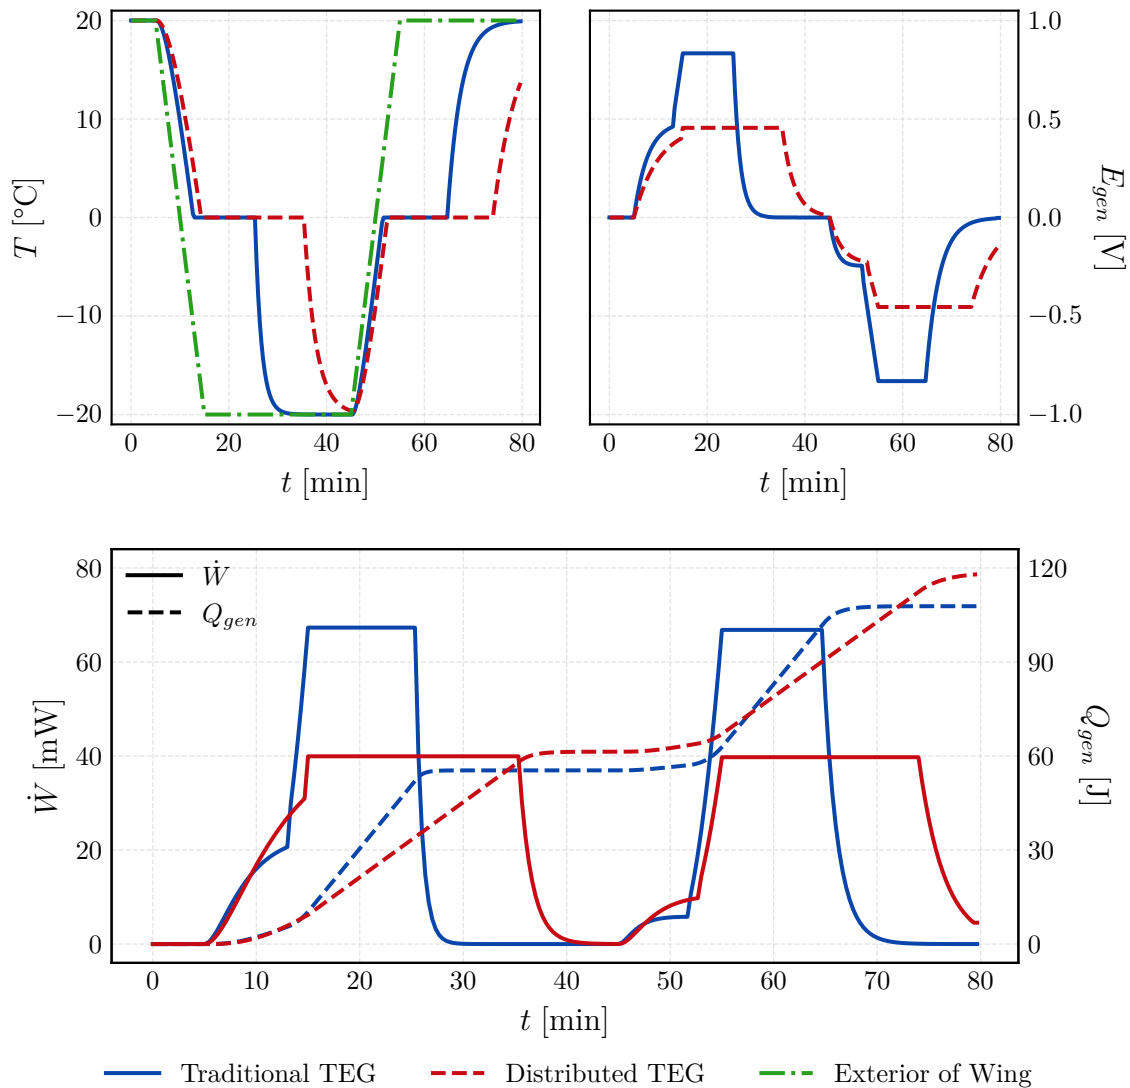 20
10
0
−10
−20
T [°C]
0 20 40 60 80
t [min]
1.0
0.5
0.0
−0.5
−1.0
E_gen [V]
0 20 40 60 80
t [min]
80
60
40
20
0
Ẇ [mW]
Ẇ
Q_gen
120
90
60
30
0
Q_gen [J]
0 10 20 30 40 50 60 70 80
t [min]
Traditional TEG Distributed TEG Exterior of Wing